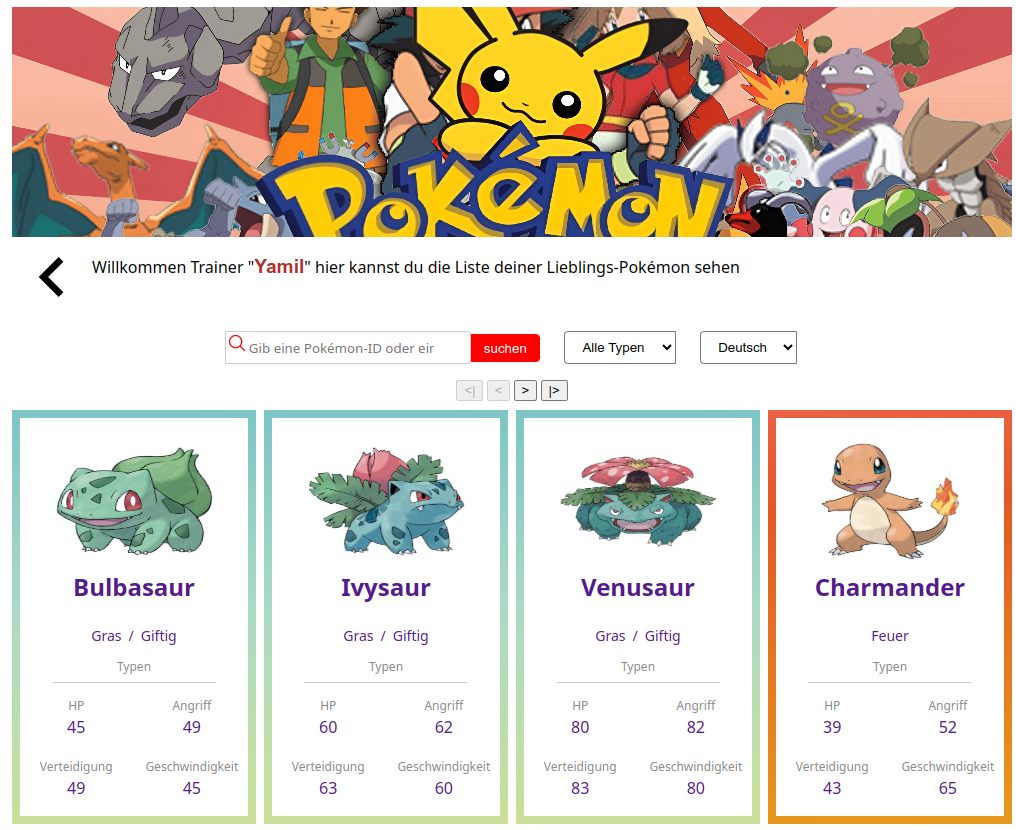 POKÉMON
Willkommen Trainer "Yamil" hier kannst du die Liste deiner Lieblings-Pokémon sehen
Gib eine Pokémon-ID oder eir suchen Alle Typen Deutsch
<| < > |>
Bulbasaur Ivysaur Venusaur Charmander
Gras / Giftig Gras / Giftig Gras / Giftig Feuer
Typen Typen Typen Typen
HP Angriff HP Angriff HP Angriff HP Angriff
45 49 60 62 80 82 39 52
Verteidigung Geschwindigkeit Verteidigung Geschwindigkeit Verteidigung Geschwindigkeit Verteidigung Geschwindigkeit
49 45 63 60 83 80 43 65